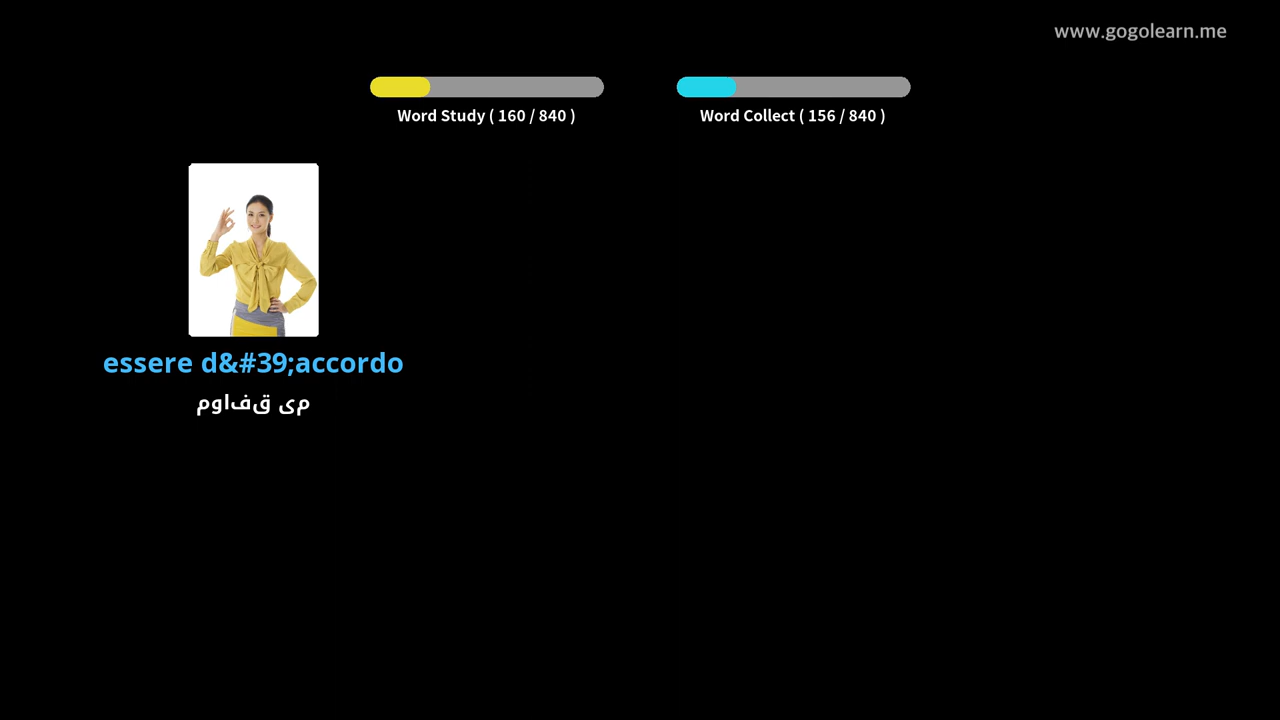 www.gogolearn.me
Word Study ( 160 / 840 )
Word Collect ( 156 / 840 )
essere d&#39;accordo
می قفاوم